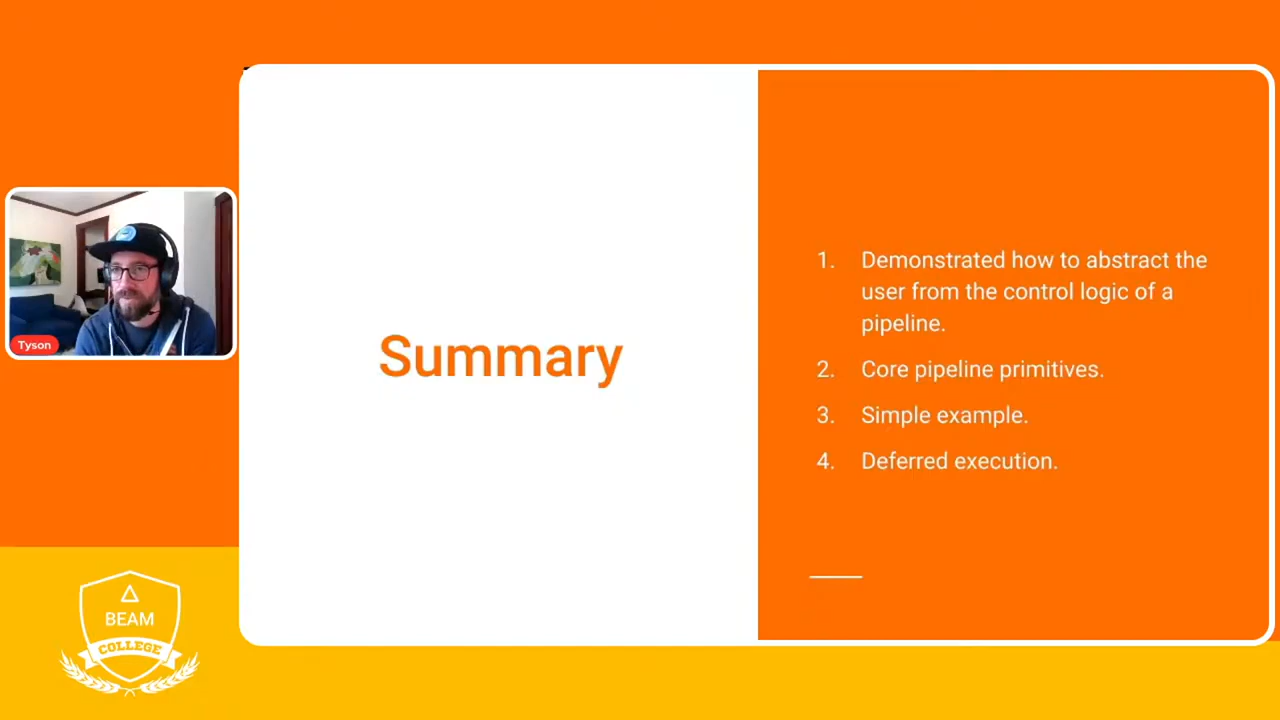 Summary
1. Demonstrated how to abstract the
user from the control logic of a
pipeline.
2. Core pipeline primitives.
3. Simple example.
4. Deferred execution.
Tyson
BEAM
COLLEGE